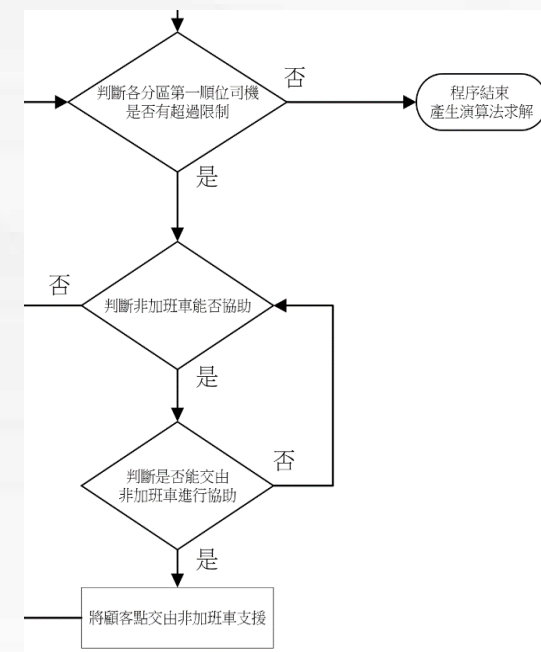 判斷各分區第一順位司機
是否有超過限制
否
程序結束
產生演算法求解
是
否
判斷非加班車能否協助
是
判斷是否能交由
非加班車進行協助
否
是
將顧客點交由非加班車支援